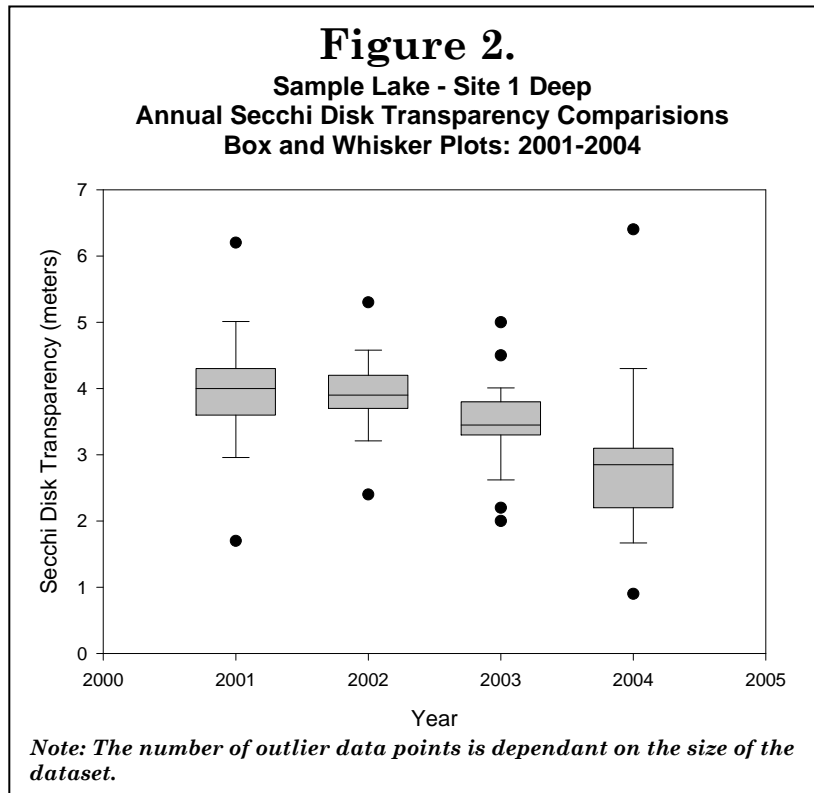 Figure 2.
Sample Lake - Site 1 Deep
Annual Secchi Disk Transparency Comparisions
Box and Whisker Plots: 2001-2004
7
6
5
4
3
2
1
0
Secchi Disk Transparency (meters)
2000 2001 2002 2003 2004 2005
Year
Note: The number of outlier data points is dependant on the size of the
dataset.